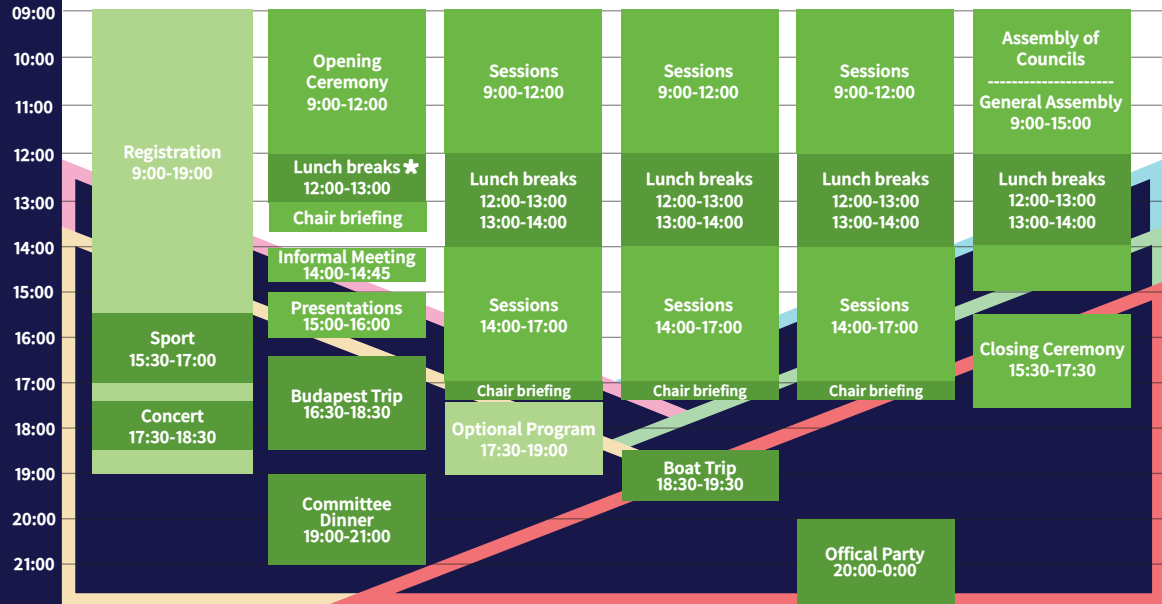 09:00
10:00
11:00
12:00
13:00
14:00
15:00
16:00
17:00
18:00
19:00
20:00
21:00
Registration
9:00-19:00
Sport
15:30-17:00
Concert
17:30-18:30
Opening
Ceremony
9:00-12:00
Lunch breaks*
12:00-13:00
Chair briefing
Informal Meeting
14:00-14:45
Presentations
15:00-16:00
Budapest Trip
16:30-18:30
Committee
Dinner
19:00-21:00
Sessions
9:00-12:00
Lunch breaks
12:00-13:00
13:00-14:00
Sessions
14:00-17:00
Chair briefing
Optional Program
17:30-19:00
Sessions
9:00-12:00
Lunch breaks
12:00-13:00
13:00-14:00
Sessions
14:00-17:00
Chair briefing
Boat Trip
18:30-19:30
Sessions
9:00-12:00
Lunch breaks
12:00-13:00
13:00-14:00
Sessions
14:00-17:00
Chair briefing
Offical Party
20:00-0:00
Assembly of
Councils
---------------------
General Assembly
9:00-15:00
Lunch breaks
12:00-13:00
13:00-14:00
Closing Ceremony
15:30-17:30